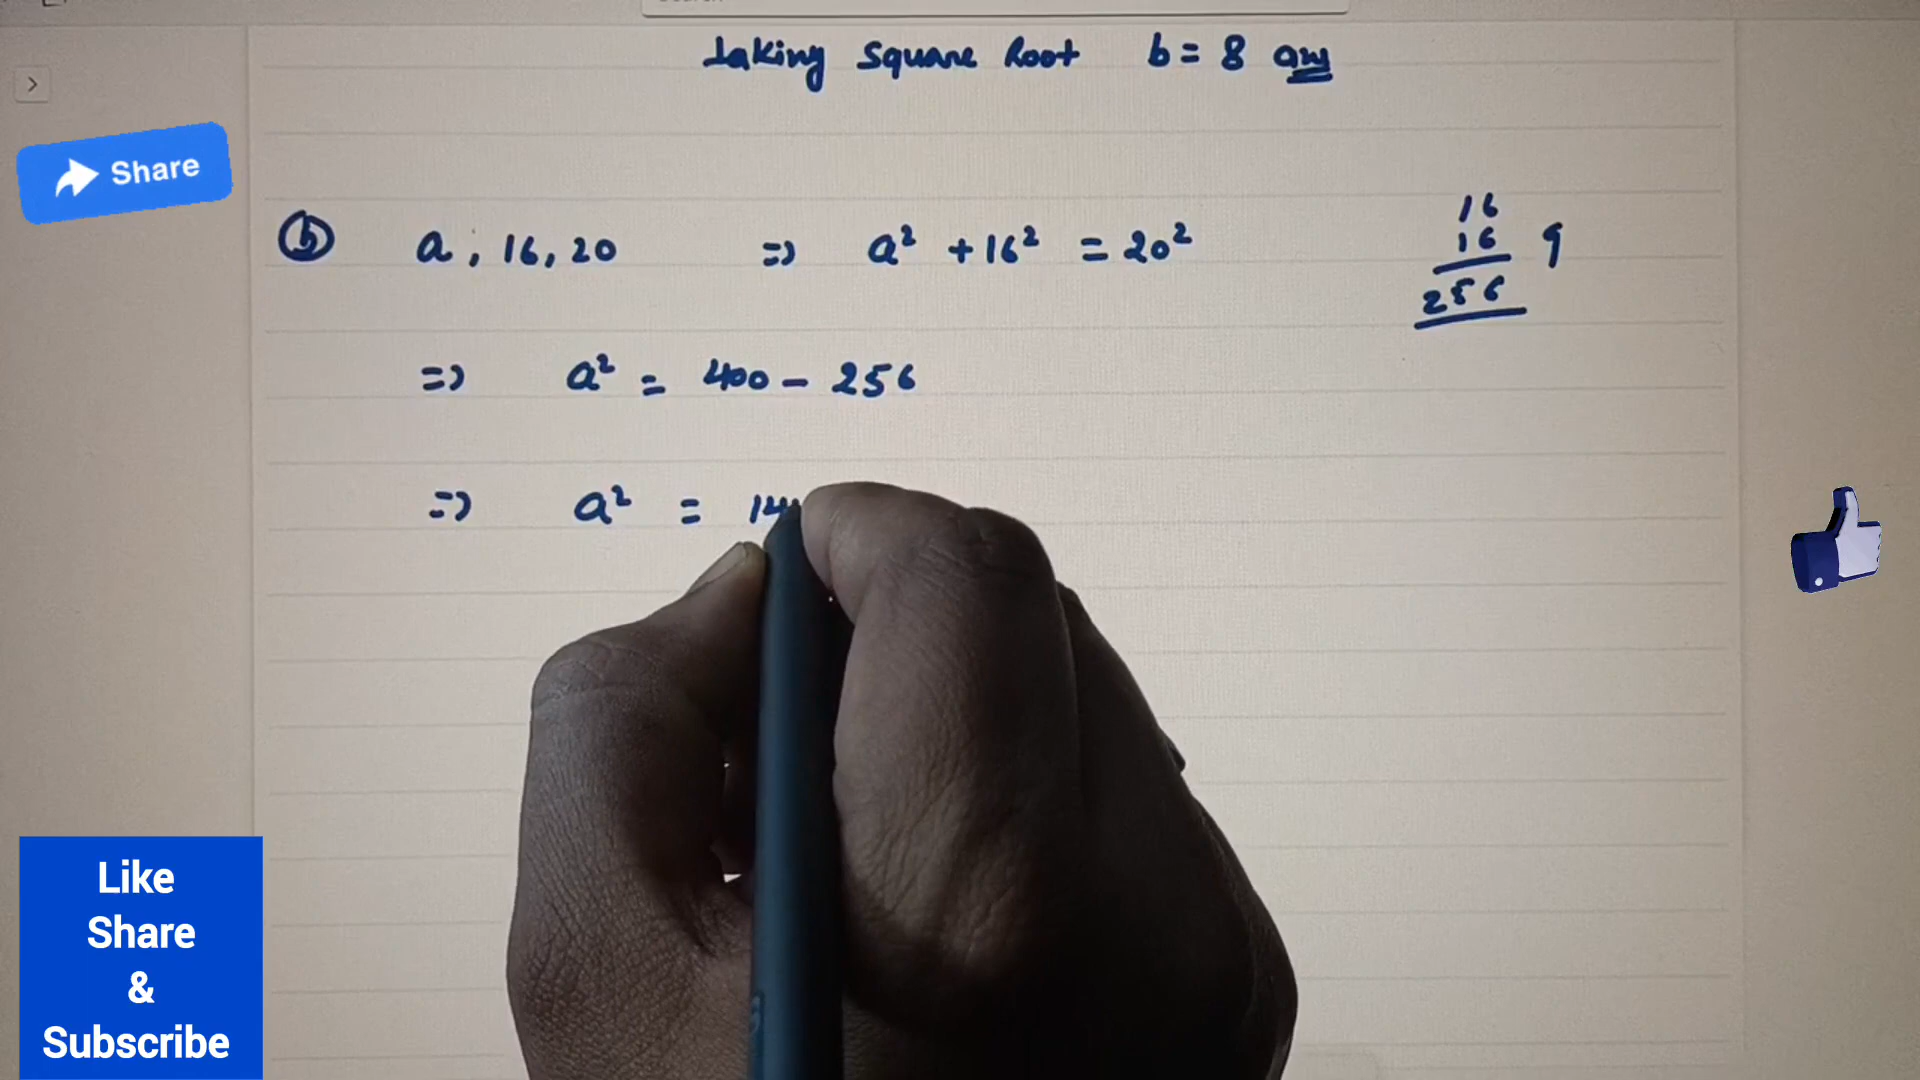 Taking Square Root b = 8 ans
Share
b a, 16, 20 => a² + 16² = 20²
16
16 9
256
=> a² = 400 - 256
=> a² = 14
Like
Share
&
Subscribe